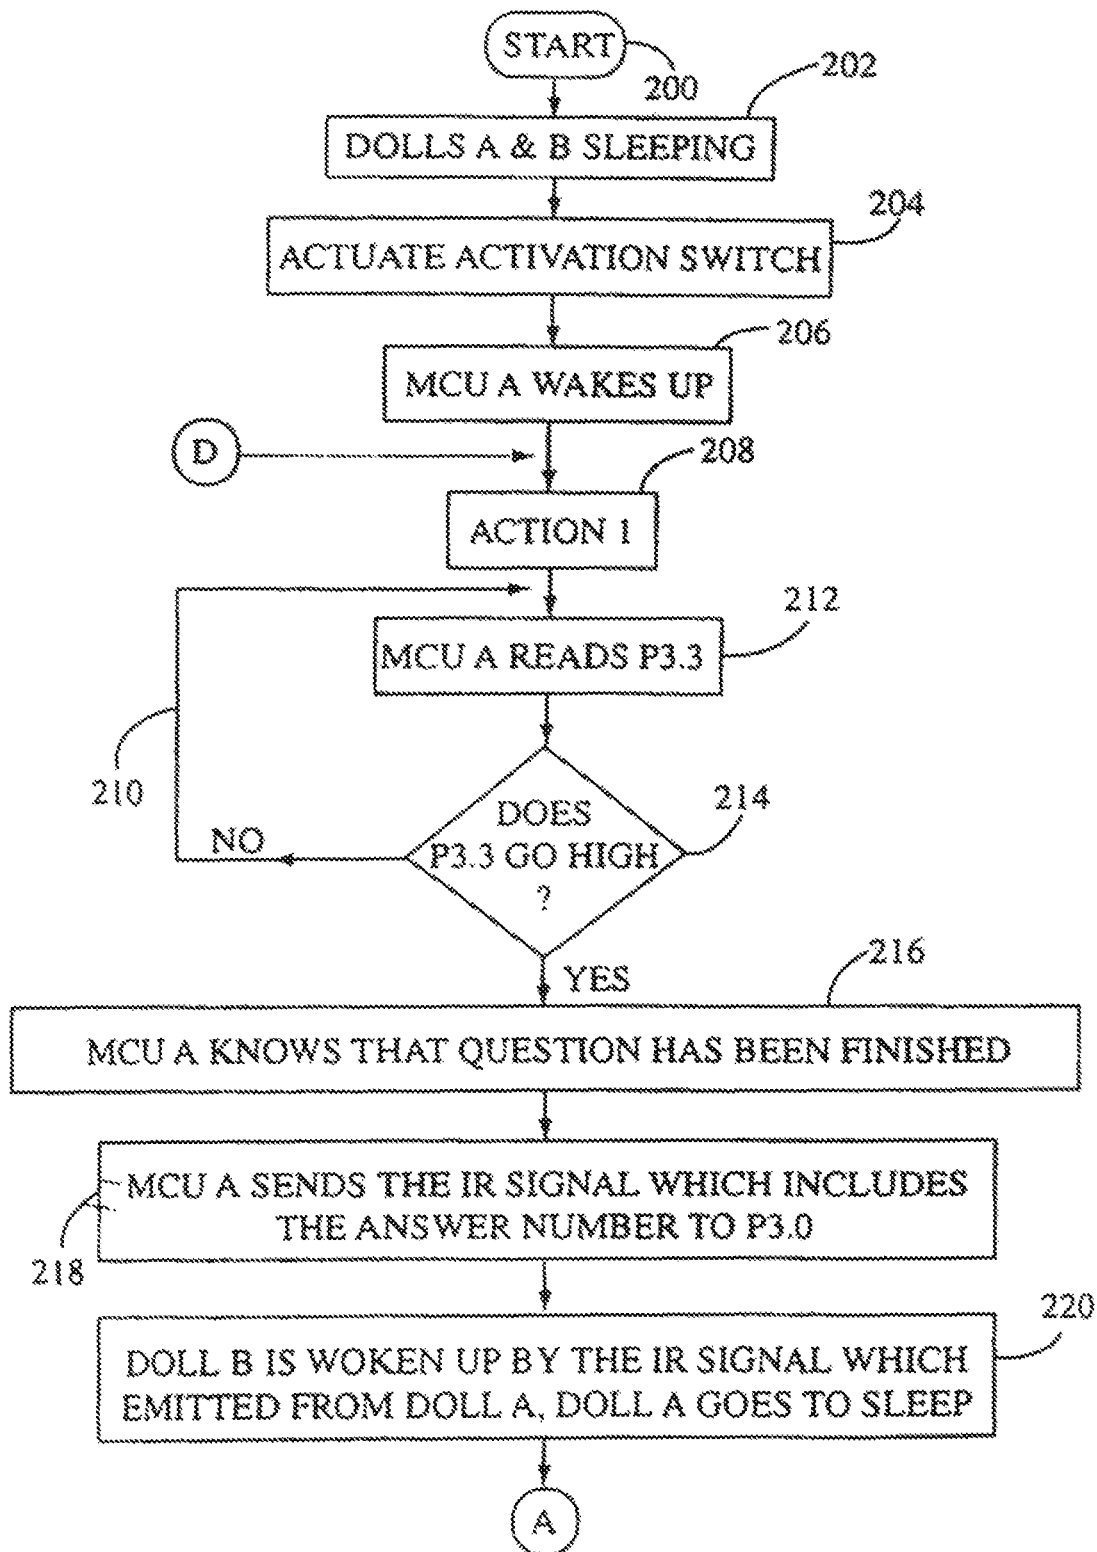 START
200
202
DOLLS A & B SLEEPING
204
ACTUATE ACTIVATION SWITCH
206
MCU A WAKES UP
D
208
ACTION 1
212
MCU A READS P3.3
210
214
DOES
P3.3 GO HIGH
?
NO
YES
216
MCU A KNOWS THAT QUESTION HAS BEEN FINISHED
MCU A SENDS THE IR SIGNAL WHICH INCLUDES
THE ANSWER NUMBER TO P3.0
218
220
DOLL B IS WOKEN UP BY THE IR SIGNAL WHICH
EMITTED FROM DOLL A, DOLL A GOES TO SLEEP
A